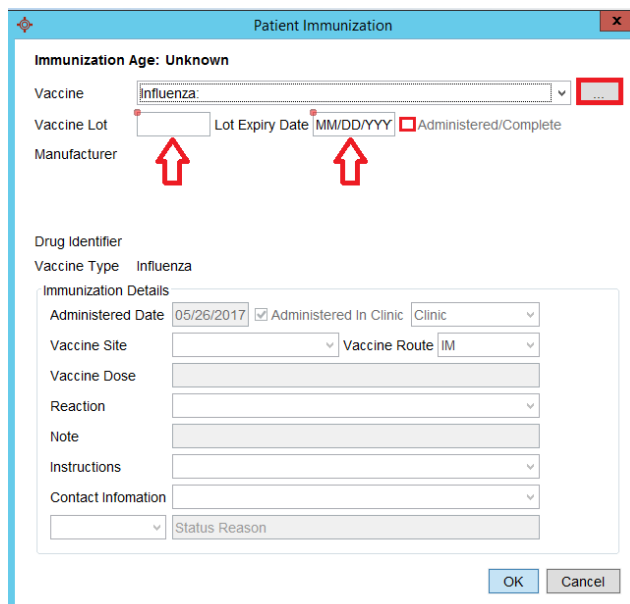 Patient Immunization
x
Immunization Age: Unknown
Vaccine Influenza: ...
Vaccine Lot Lot Expiry Date MM/DD/YYY Administered/Complete
Manufacturer
Drug Identifier
Vaccine Type Influenza
Immunization Details
Administered Date 05/26/2017 Administered In Clinic Clinic
Vaccine Site Vaccine Route IM
Vaccine Dose
Reaction
Note
Instructions
Contact Infomation
Status Reason
OK Cancel